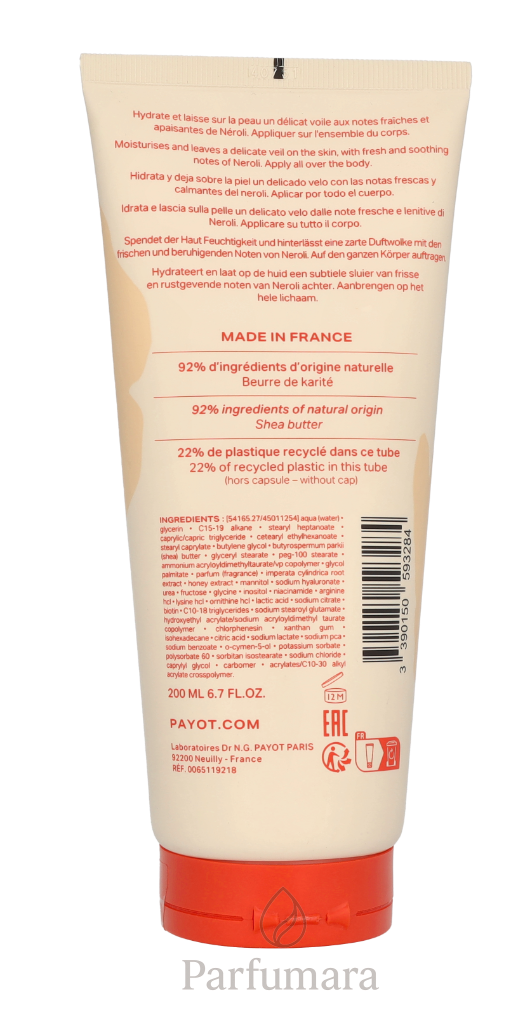 Hydrate et laisse sur la peau un délicat voile aux notes fraîches et
apaisantes de Néroli. Appliquer sur l'ensemble du corps.
Moisturises and leaves a delicate veil on the skin, with fresh and soothing
notes of Neroli. Apply all over the body.
Hidrata y deja sobre la piel un delicado velo con las notas frescas y
calmantes del neroli. Aplicar por todo el cuerpo.
Idrata e lascia sulla pelle un delicato velo dalle note fresche e lenitive di
Neroli. Applicare su tutto il corpo.
Spendet der Haut Feuchtigkeit und hinterlässt eine zarte Duftwolke mit den
frischen und beruhigenden Noten von Neroli. Auf den ganzen Körper auftragen.
Hydrateert en laat op de huid een subtiele sluier van frisse
en rustgevende noten van Neroli achter. Aanbrengen op het
hele lichaam.
MADE IN FRANCE
92% d'ingrédients d'origine naturelle
Beurre de karité
92% ingredients of natural origin
Shea butter
22% de plastique recyclé dans ce tube
22% of recycled plastic in this tube
(hors capsule – without cap)
INGREDIENTS : [54165.27/45011254] aqua (water) •
glycerin • C15-19 alkane • stearyl heptanoate •
caprylic/capric triglyceride • cetearyl ethylhexanoate •
stearyl caprylate • butylene glycol • butyrospermum parkii
(shea) butter • glyceryl stearate • peg-100 stearate •
ammonium acryloyldimethyltaurate/vp copolymer • glycol
palmitate • parfum (fragrance) • imperata cylindrica root
extract • honey extract • mannitol • sodium hyaluronate •
urea • fructose • glycine • inositol • niacinamide • arginine
hcl • lysine hcl • ornithine hcl • lactic acid • sodium citrate •
biotin • C10-18 triglycerides • sodium stearoyl glutamate •
hydroxyethyl acrylate/sodium acryloyldimethyl taurate
copolymer • chlorphenesin • xanthan gum •
isohexadecane • citric acid • sodium lactate • sodium pca •
sodium benzoate • o-cymen-5-ol • potassium sorbate •
polysorbate 60 • sorbitan isostearate • sodium chloride •
caprylyl glycol • carbomer • acrylates/C10-30 alkyl
acrylate crosspolymer.
3 390150 593284
200 ML 6.7 FL.OZ.
12 M
PAYOT.COM
EAC
FR
Laboratoires Dr N.G. PAYOT PARIS
92200 Neuilly - France
RÉF. 0065119218
Parfumara